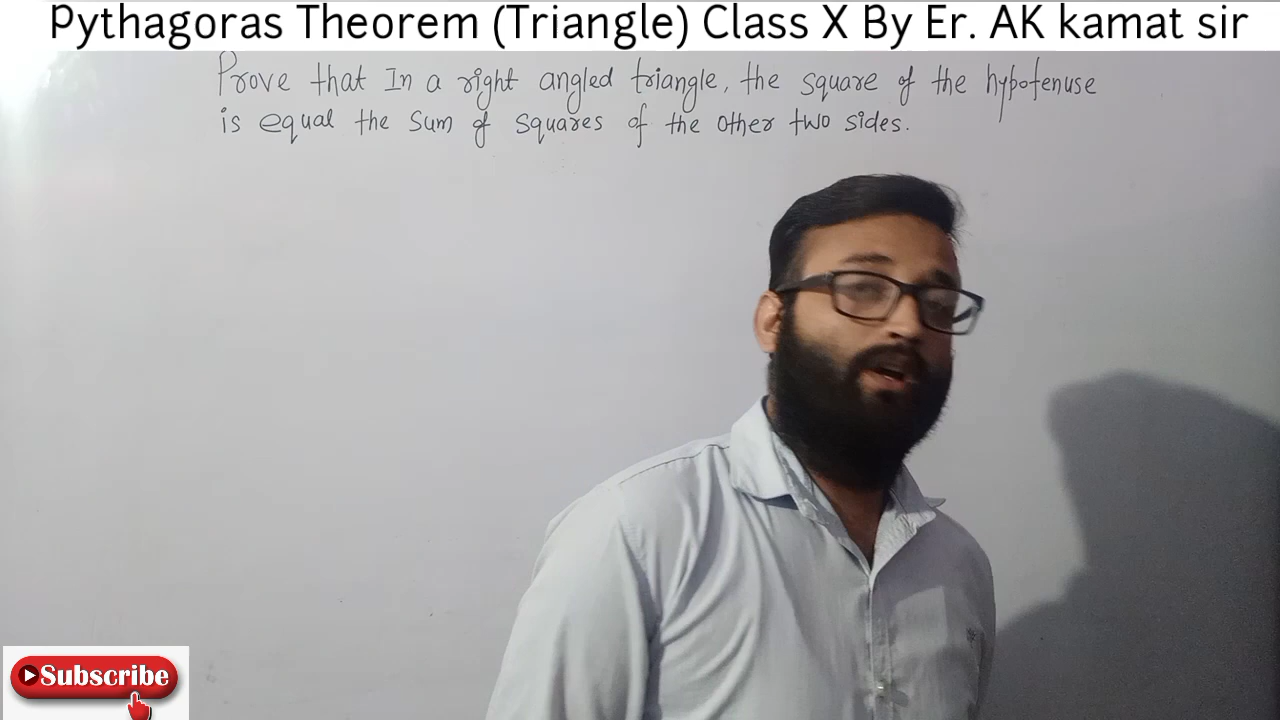 Pythagoras Theorem (Triangle) Class X By Er. AK kamat sir
Prove that In a right angled triangle, the square of the hypotenuse
is equal the sum of squares of the other two sides.
Subscribe